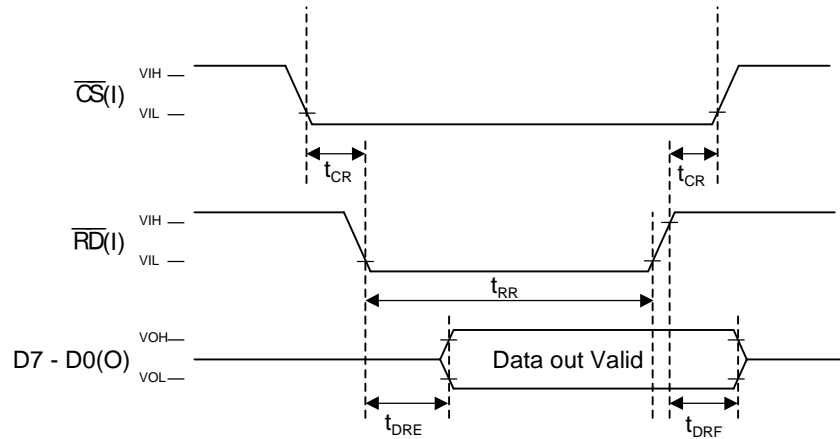 VIH
CS(I)
VIL
tCR
tCR
VIH
RD(I)
VIL
tRR
VOH
D7 - D0(O)
Data out Valid
VOL
tDRE
tDRF